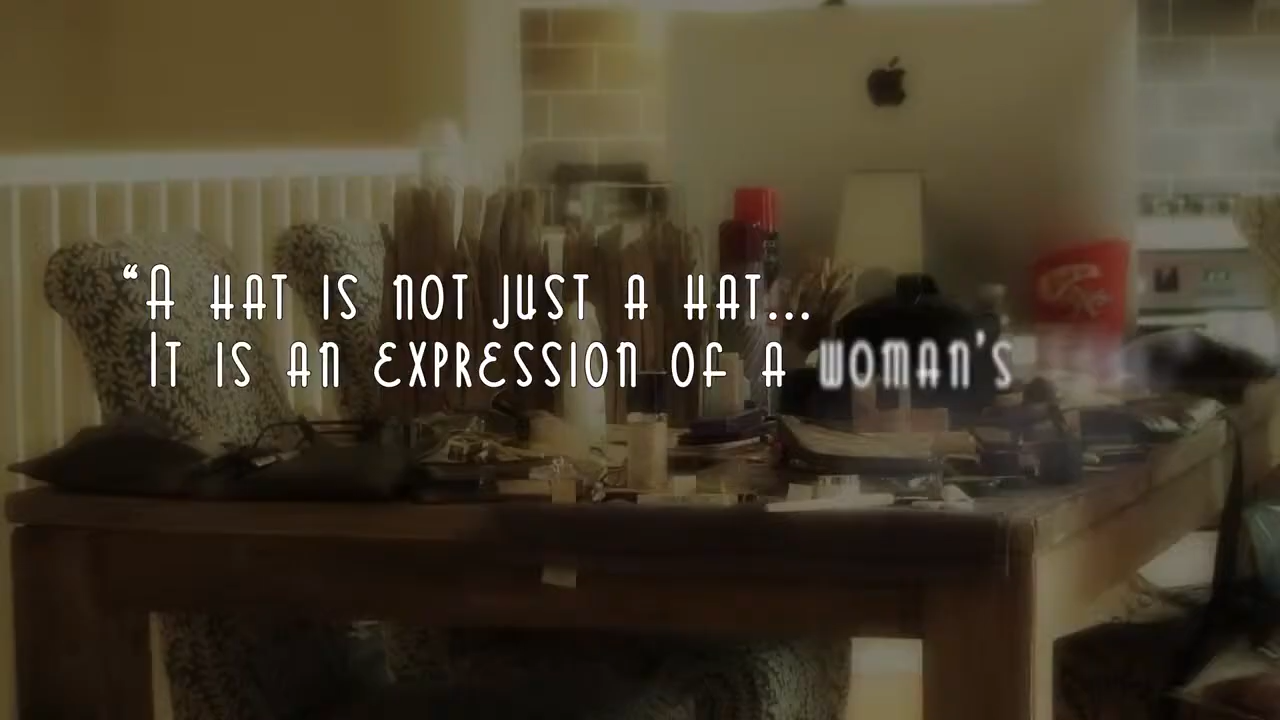 “A hat is not just a hat...
It is an expression of a woman's